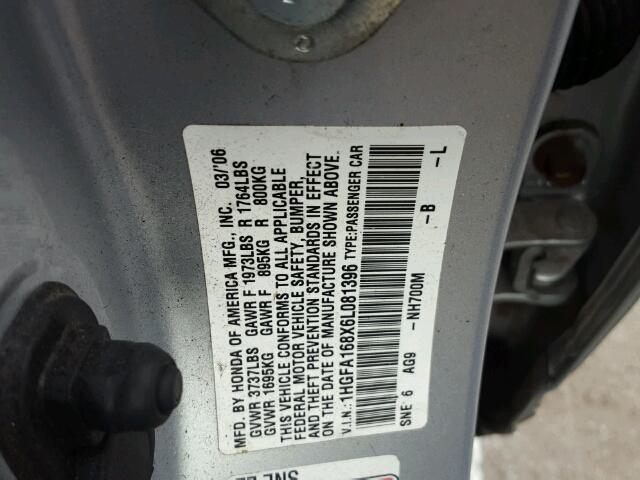 MFD. BY HONDA OF AMERICA MFG., INC. 03/'06
GVWR 3737LBS GAWR F 1973LBS R 1764LBS
GVWR 1695KG GAWR F 895KG R 800KG
THIS VEHICLE CONFORMS TO ALL APPLICABLE
FEDERAL MOTOR VEHICLE SAFETY, BUMPER,
AND THEFT PREVENTION STANDARDS IN EFFECT
ON THE DATE OF MANUFACTURE SHOWN ABOVE.
V.I.N.: 1HGFA168X6L081396 TYPE:PASSENGER CAR
SNE 6 AG9 -NH700M -B -L
SNE